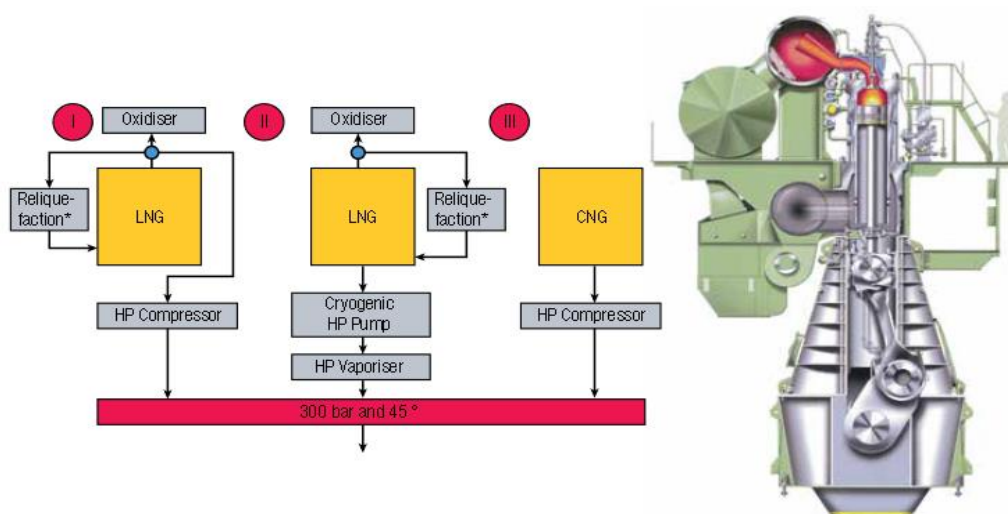 I
Oxidiser
II
Oxidiser
III
Relique-
faction*
LNG
LNG
Relique-
faction*
CNG
HP Compressor
Cryogenic
HP Pump
HP Compressor
HP Vaporiser
300 bar and 45 °